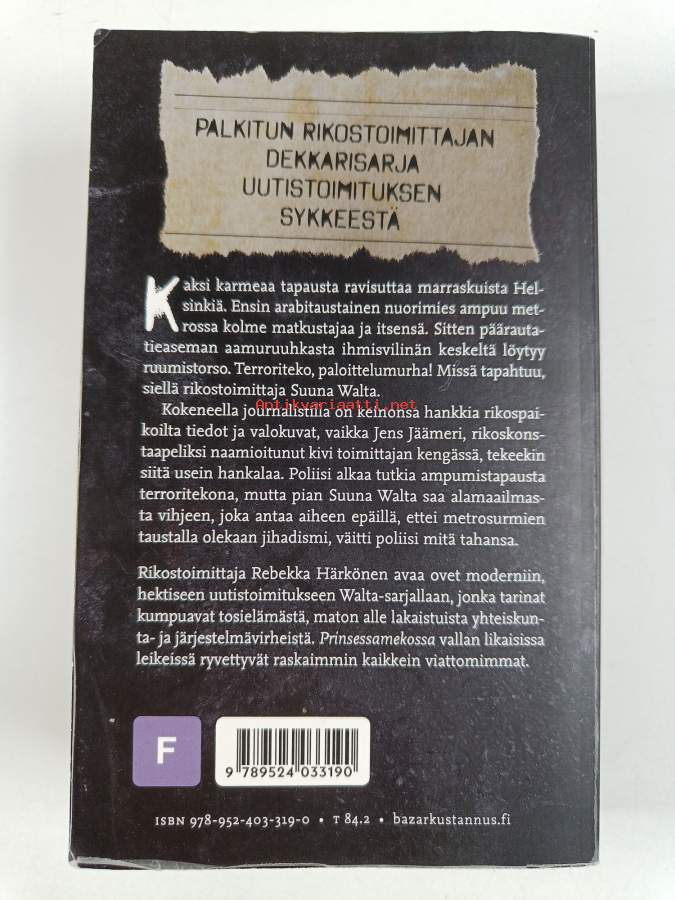 PALKITUN RIKOSTOIMITTAJAN
DEKKARISARJA
UUTISTOIMITUKSEN
SYKKEESTÄ
Kaksi karmeaa tapausta ravisuttaa marraskuista Hel-
sinkiä. Ensin arabitaustainen nuorimies ampuu met-
rossa kolme matkustajaa ja itsensä. Sitten päärauta-
tieaseman aamuruuhkasta ihmisvilinän keskeltä löytyy
ruumistorso. Terroriteko, paloittelumurha! Missä tapahtuu,
siellä rikostoimittaja Suuna Walta.
Antikvariaatti.net
Kokeneella journalistilla on keinonsa hankkia rikospai-
koilta tiedot ja valokuvat, vaikka Jens Jäämeri, rikoskons-
taapeliksi naamioitunut kivi toimittajan kengässä, tekeekin
siitä usein hankalaa. Poliisi alkaa tutkia ampumistapausta
terroritekona, mutta pian Suuna Walta saa alamaailmas-
ta vihjeen, joka antaa aiheen epäillä, ettei metrosurmien
taustalla olekaan jihadismi, väitti poliisi mitä tahansa.
Rikostoimittaja Rebekka Härkönen avaa ovet moderniin,
hektiseen uutistoimitukseen Walta-sarjallaan, jonka tarinat
kumpuavat tosielämästä, maton alle lakaistuista yhteiskun-
ta- ja järjestelmävirheistä. Prinsessamekossa vallan likaisissa
leikeissä ryvettyvät raskaimmin kaikkein viattomimmat.
F
9 789524 033190
ISBN 978-952-403-319-0 • T 84.2 • bazarkustannus.fi